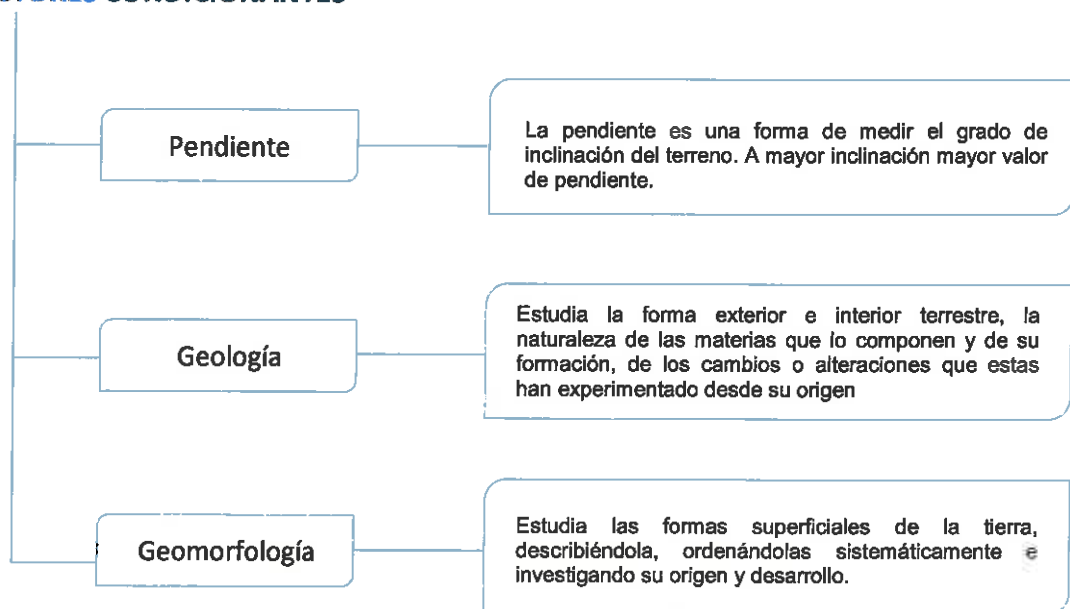 Pendiente
La pendiente es una forma de medir el grado de
inclinación del terreno. A mayor inclinación mayor valor
de pendiente.
Geología
Estudia la forma exterior e interior terrestre, la
naturaleza de las materias que lo componen y de su
formación, de los cambios o alteraciones que estas
han experimentado desde su origen
Geomorfología
Estudia las formas superficiales de la tierra,
describiéndola, ordenándolas sistemáticamente e
investigando su origen y desarrollo.